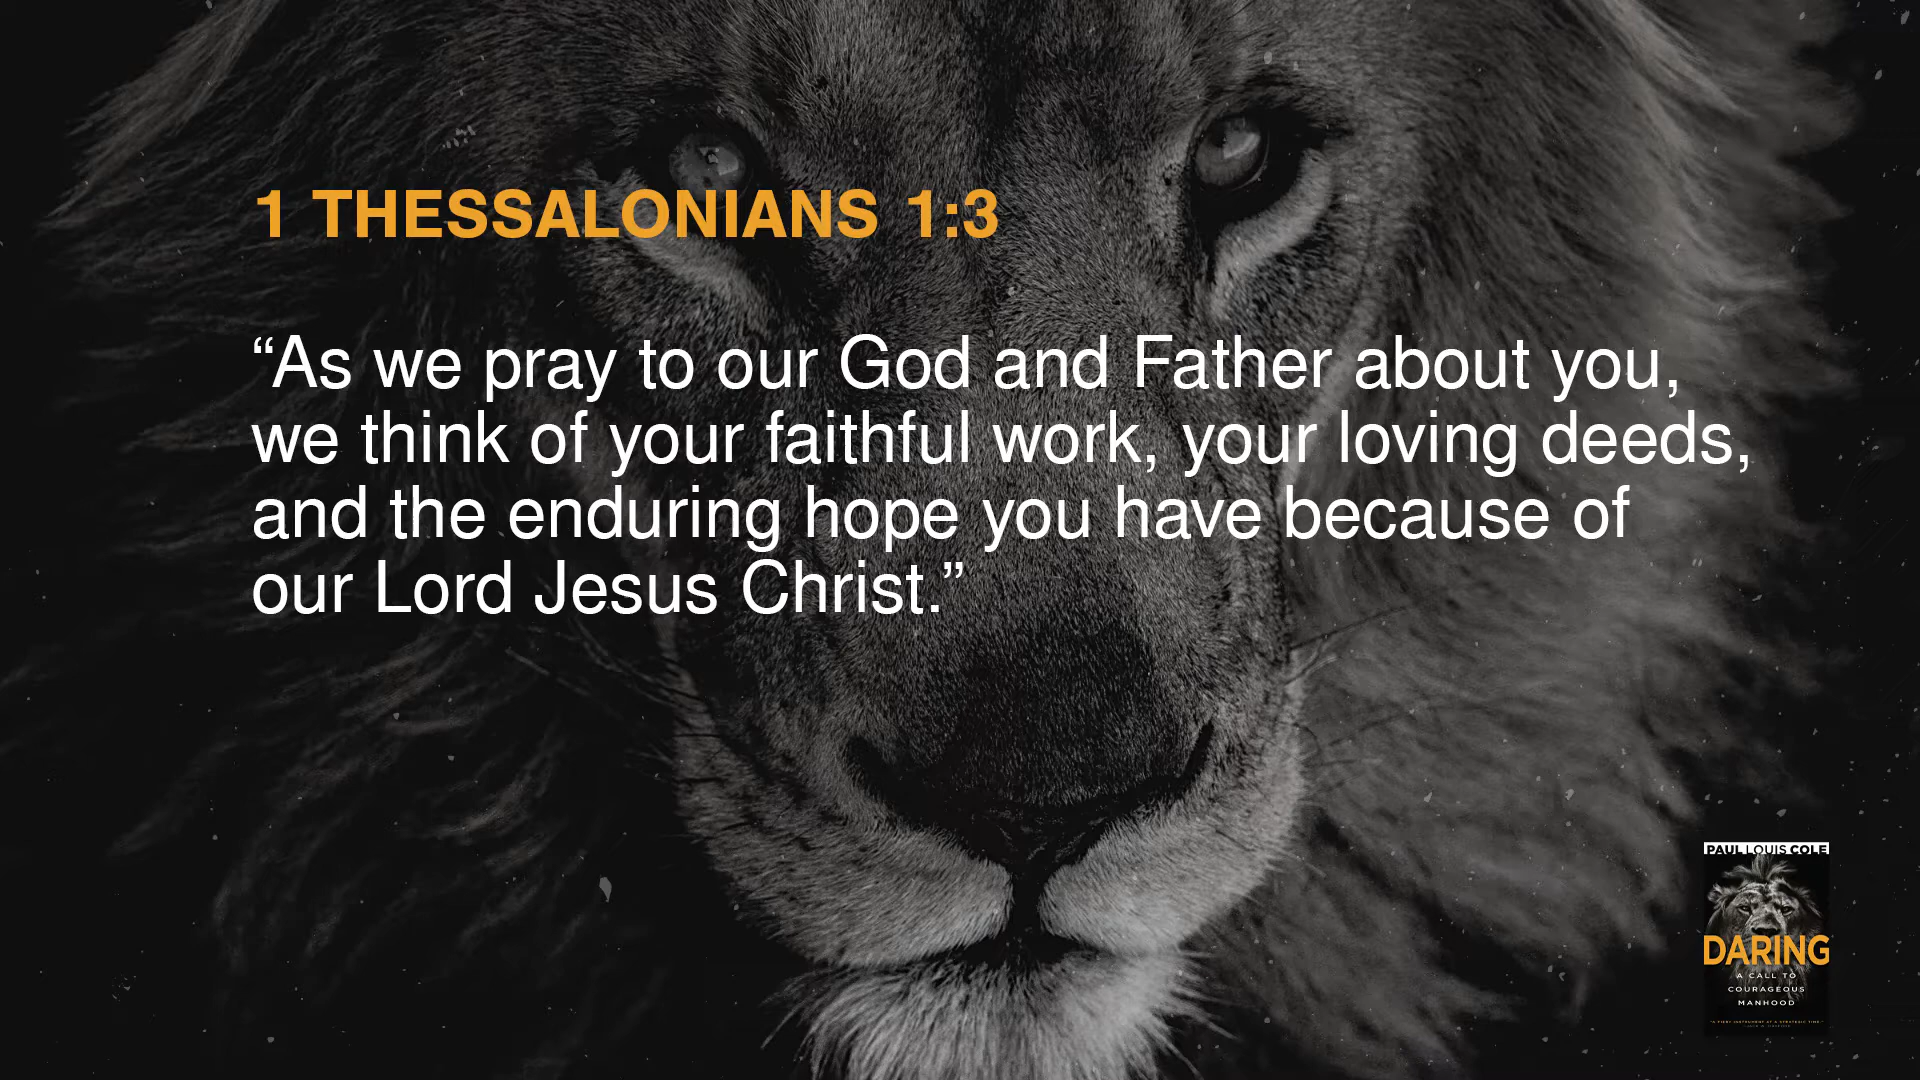 1 THESSALONIANS 1:3
“As we pray to our God and Father about you,
we think of your faithful work, your loving deeds,
and the enduring hope you have because of
our Lord Jesus Christ.”
PAUL LOUIS COLE
DARING
A CALL TO
COURAGEOUS
MANHOOD